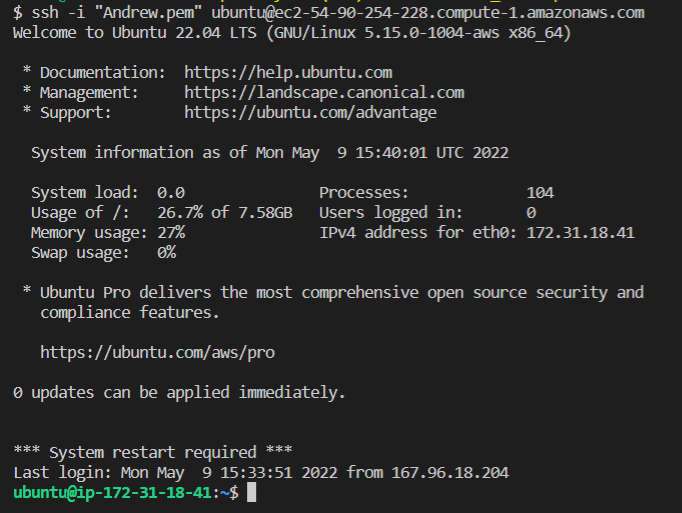 $ ssh -i "Andrew.pem" ubuntu@ec2-54-90-254-228.compute-1.amazonaws.com
Welcome to Ubuntu 22.04 LTS (GNU/Linux 5.15.0-1004-aws x86_64)
* Documentation:  https://help.ubuntu.com
* Management:     https://landscape.canonical.com
* Support:        https://ubuntu.com/advantage
System information as of Mon May  9 15:40:01 UTC 2022
System load:  0.0               Processes:             104
Usage of /:   26.7% of 7.58GB   Users logged in:       0
Memory usage: 27%               IPv4 address for eth0: 172.31.18.41
Swap usage:   0%
* Ubuntu Pro delivers the most comprehensive open source security and
compliance features.
https://ubuntu.com/aws/pro
0 updates can be applied immediately.
*** System restart required ***
Last login: Mon May  9 15:33:51 2022 from 167.96.18.204
ubuntu@ip-172-31-18-41:~$